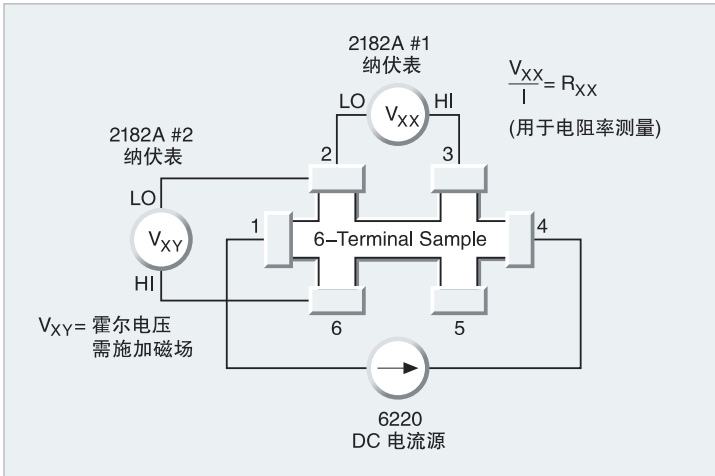 2182A #1
纳伏表
LO
HI
V_XX
V_XX/I = R_XX
(用于电阻率测量)
2182A #2
纳伏表
LO
V_XY
HI
2
3
1
4
6–Terminal Sample
6
5
V_XY= 霍尔电压
需施加磁场
6220
DC 电流源